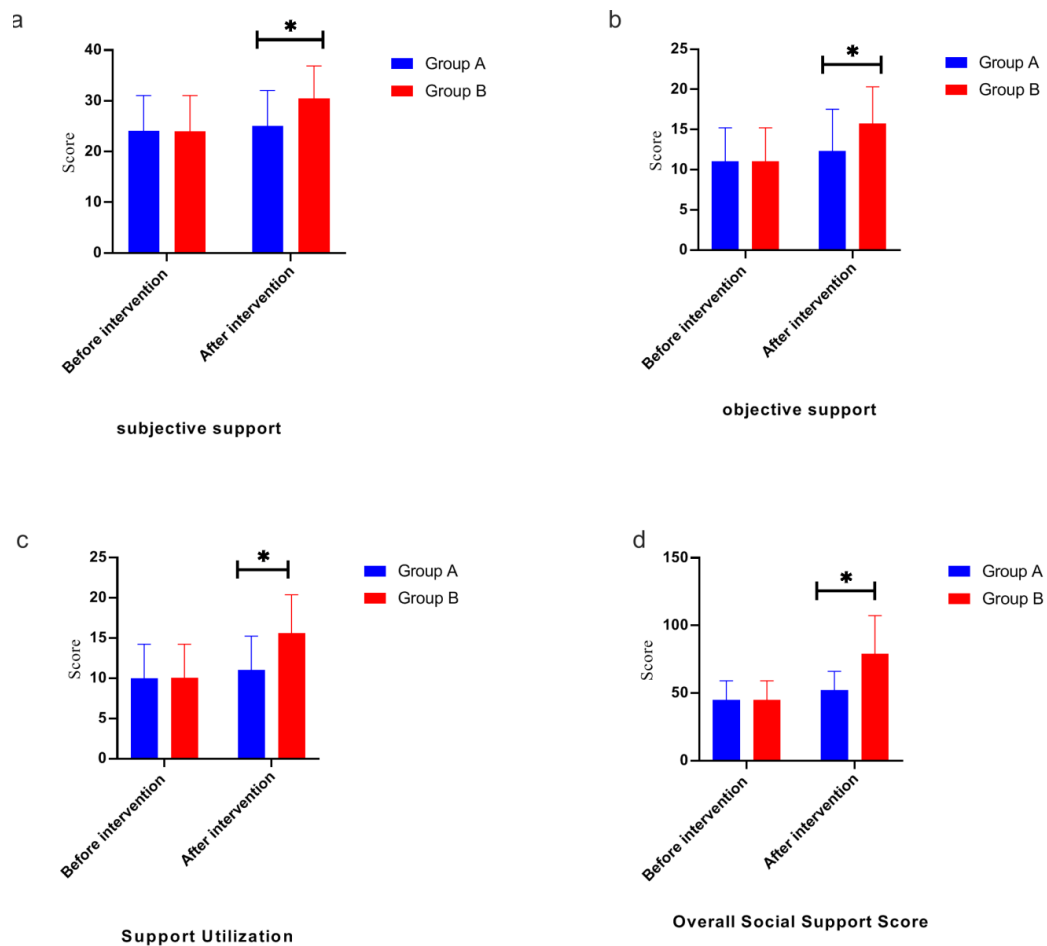 a
*
40
30
20
10
0
Score
Group A
Group B
Before intervention
After intervention
subjective support
b
*
25
20
15
10
5
0
Score
Group A
Group B
Before intervention
After intervention
objective support
c
*
25
20
15
10
5
0
Score
Group A
Group B
Before intervention
After intervention
Support Utilization
d
*
150
100
50
0
Score
Group A
Group B
Before intervention
After intervention
Overall Social Support Score